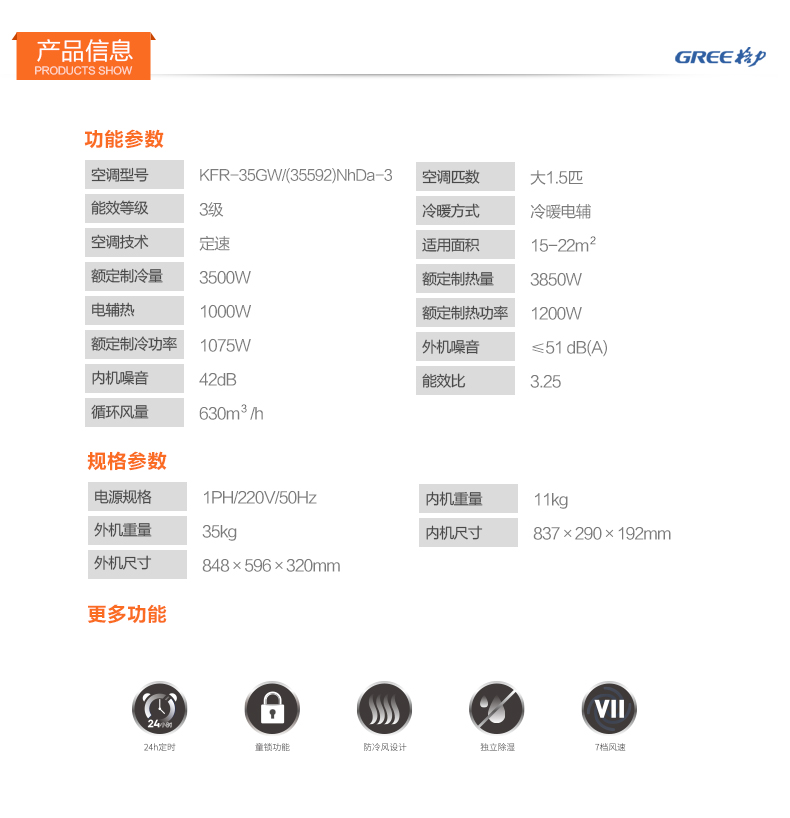 产品信息
PRODUCTS SHOW
GREE格力
功能参数
空调型号 KFR-35GW/(35592)NhDa-3
空调匹数 大1.5匹
能效等级 3级
冷暖方式 冷暖电辅
空调技术 定速
适用面积 15-22m²
额定制冷量 3500W
额定制热量 3850W
电辅热 1000W
额定制热功率 1200W
额定制冷功率 1075W
外机噪音 ≤51 dB(A)
内机噪音 42dB
能效比 3.25
循环风量 630m³/h
规格参数
电源规格 1PH/220V/50Hz
内机重量 11kg
外机重量 35kg
内机尺寸 837×290×192mm
外机尺寸 848×596×320mm
更多功能
24小时
VII
24h定时
童锁功能
防冷风设计
独立除湿
7档风速